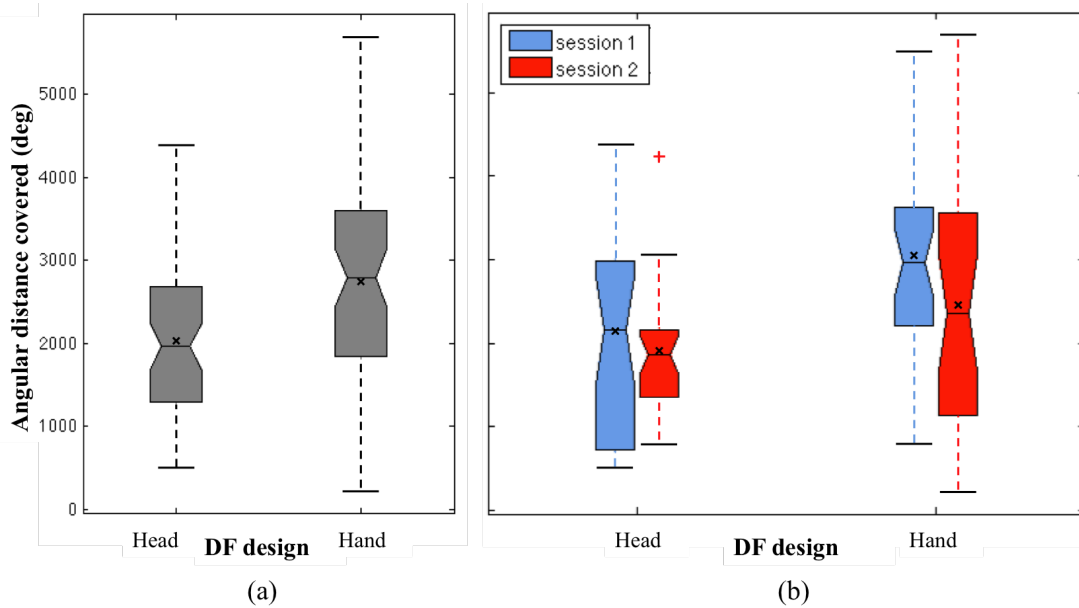 Angular distance covered (deg)
5000
4000
3000
2000
1000
0
Head
Hand
DF design
(a)
session 1
session 2
Head
Hand
DF design
(b)